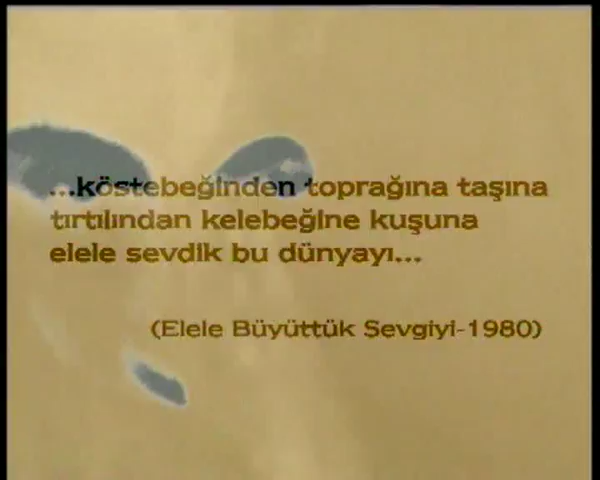 ...köstebeğinden toprağına taşına
tırtılından kelebeğine kuşuna
elele sevdik bu dünyayı...
(Elele Büyüttük Sevgiyi-1980)